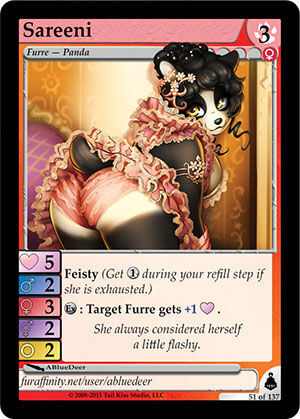 Sareeni
3
Furre — Panda
5
2
3
2
2
Feisty (Get 1 during your refill step if
she is exhausted.)
Ex : Target Furre gets +1 .
She always considered herself
a little flashy.
ABlueDeer
furaffinity.net/user/abluedeer
© 2008-2015 Tail Kiss Studio, LLC
51 of 137